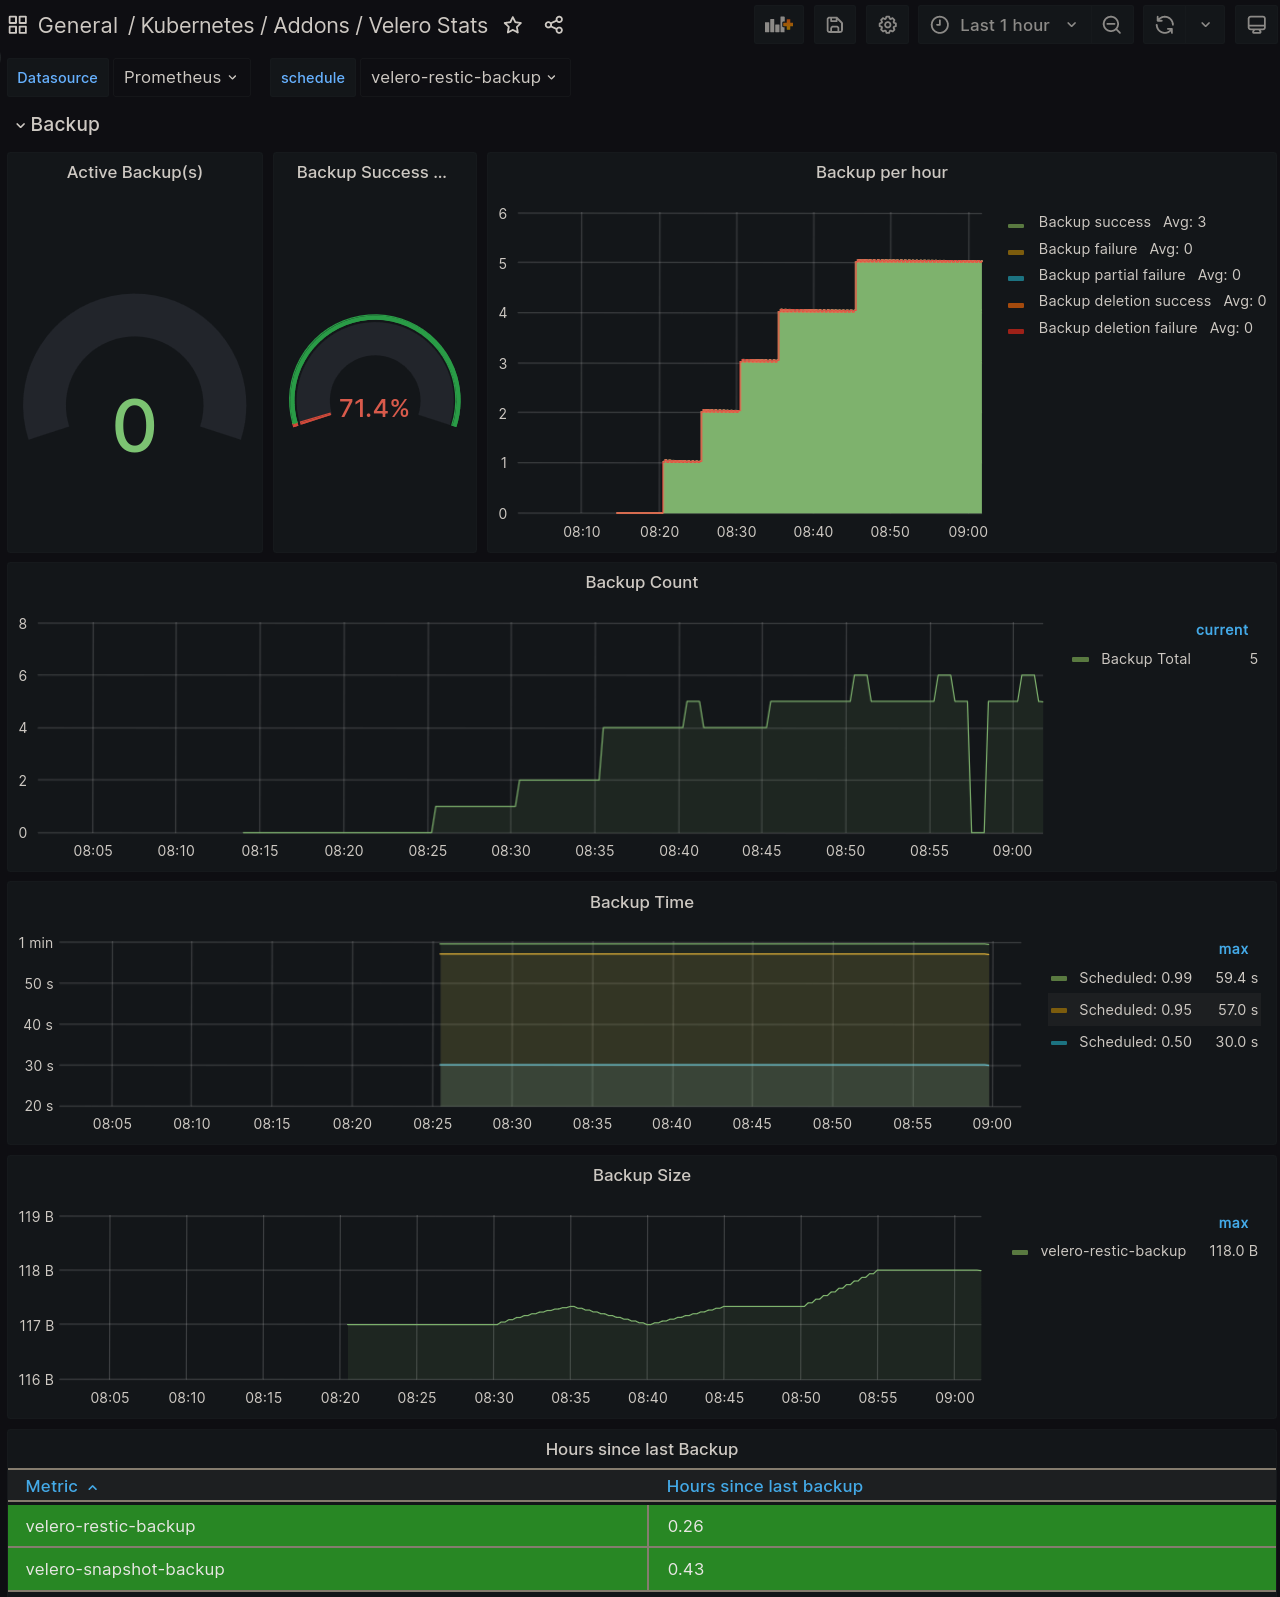 General / Kubernetes / Addons / Velero Stats
Last 1 hour
Datasource Prometheus schedule velero-restic-backup
Backup
Active Backup(s)
0
Backup Success ...
71.4%
Backup per hour
6
5
4
3
2
1
0
08:10 08:20 08:30 08:40 08:50 09:00
Backup success Avg: 3
Backup failure Avg: 0
Backup partial failure Avg: 0
Backup deletion success Avg: 0
Backup deletion failure Avg: 0
Backup Count
8
6
4
2
0
08:05 08:10 08:15 08:20 08:25 08:30 08:35 08:40 08:45 08:50 08:55 09:00
current
Backup Total 5
Backup Time
1 min
50 s
40 s
30 s
20 s
08:05 08:10 08:15 08:20 08:25 08:30 08:35 08:40 08:45 08:50 08:55 09:00
max
Scheduled: 0.99 59.4 s
Scheduled: 0.95 57.0 s
Scheduled: 0.50 30.0 s
Backup Size
119 B
118 B
117 B
116 B
08:05 08:10 08:15 08:20 08:25 08:30 08:35 08:40 08:45 08:50 08:55 09:00
max
velero-restic-backup 118.0 B
Hours since last Backup
Metric Hours since last backup
velero-restic-backup 0.26
velero-snapshot-backup 0.43